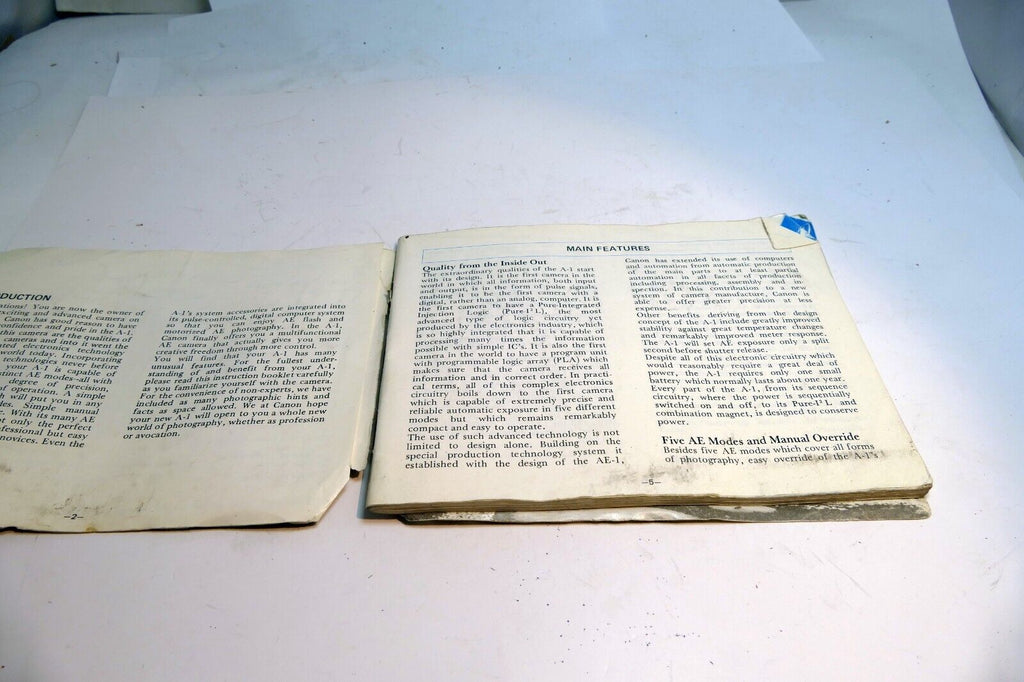 DUCTION
ations! You are now the owner of
exciting and advanced camera on
Canon has good reason to have
confidence and pride in the A-1.
this camera are the qualities of
cameras and into it went the
of electronics technology
world today. Incorporating
technologies never before
your A-1 is capable of
tinct AE modes-all with
degree of precision,
of operation. A simple
h will put you in any
des. Simple manual
e. With its many AE
ot only the perfect
fessional but easy
novices. Even the
A-1's system accessories are integrated into
its pulse-controlled, digital computer system
so that you can enjoy AE flash and
motorized AE photography. In the A-1,
Canon finally offers you a multifunctional
AE camera that actually gives you more
creative freedom through more control.
You will find that your A-1 has many
unusual features. For the fullest under-
standing of and benefit from your A-1,
please read this instruction booklet carefully
as you familiarize yourself with the camera.
For the convenience of non-experts, we have
included as many photographic hints and
facts as space allowed. We at Canon hope
your new A-1 will open to you a whole new
world of photography, whether as profession
or avocation.
—2—
MAIN FEATURES
Quality from the Inside Out
The extraordinary qualities of the A-1 start
with its design. It is the first camera in the
world in which all information, both input
and output, is in the form of pulse signals,
enabling it to be the first camera with a
digital, rather than an analog, computer. It is
the first camera to have a Pure-Integrated
Injection Logic (Pure-I²L), the most
advanced type of logic circuitry yet
produced by the electronics industry, which
is so highly integrated that it is capable of
processing many times the information
possible with simple IC's. It is also the first
camera in the world to have a program unit
with programmable logic array (PLA) which
makes sure that the camera receives all
information and in correct order. In practi-
cal terms, all of this complex electronics
circuitry boils down to the first camera
which is capable of extremely precise and
reliable automatic exposure in five different
modes but which remains remarkably
compact and easy to operate.
The use of such advanced technology is not
limited to design alone. Building on the
special production technology system it
established with the design of the AE-1,
Canon has extended its use of computers
and automation from automatic production
of the main parts to at least partial
automation in all facets of production
including processing, assembly and in-
spection. In this contribution to a new
system of camera manufacture, Canon is
able to offer greater precision at less
expense.
Other benefits deriving from the design
concept of the A-1 include greatly improved
stability against great temperature changes
and remarkably improved meter response.
The A-1 will set AE exposure only a split
second before shutter release.
Despite all of this electronic circuitry which
would reasonably require a great deal of
power, the A-1 requires only one small
battery which normally lasts about one year.
Every part of the A-1, from its sequence
circuitry, where the power is sequentially
switched on and off, to its Pure-I²L and
combination magnet, is designed to conserve
power.
Five AE Modes and Manual Override
Besides five AE modes which cover all forms
of photography, easy override of the A-1's
—5—